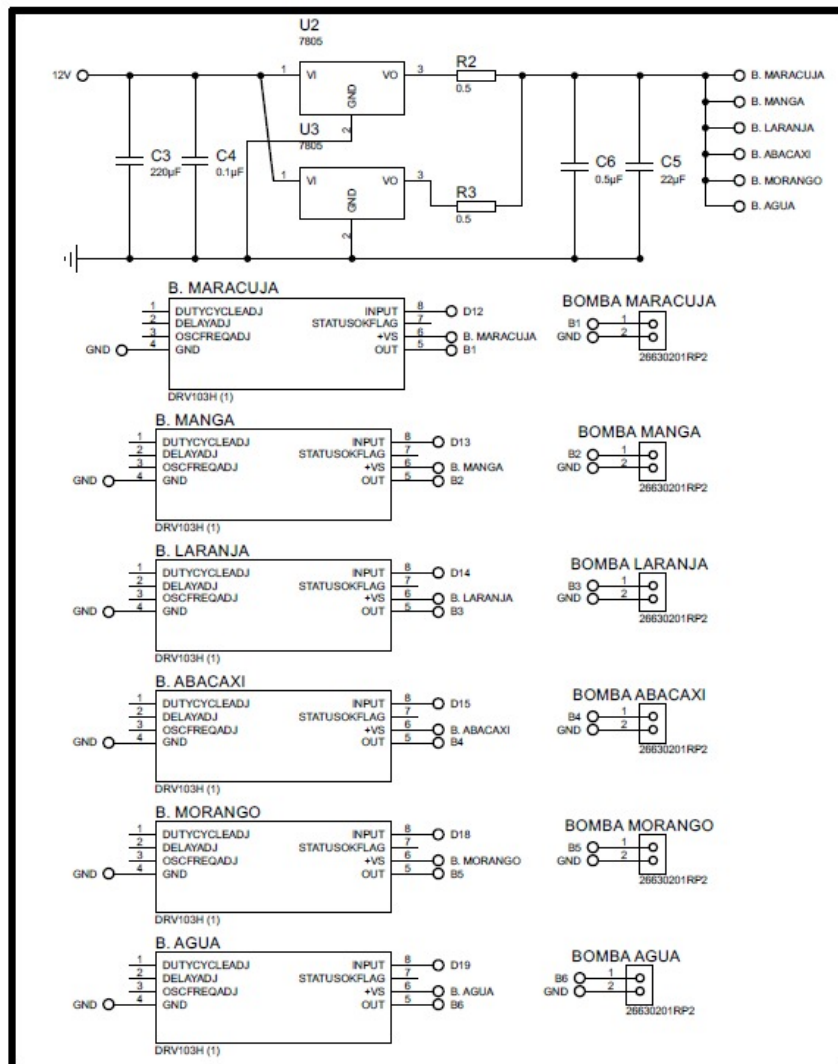 U2
7805
12V
1
VI
VO
3
GND
2
R2
0.5
U3
7805
1
VI
VO
3
GND
2
R3
0.5
C3
220µF
C4
0.1µF
C6
0.5µF
C5
22µF
B. MARACUJA
B. MANGA
B. LARANJA
B. ABACAXI
B. MORANGO
B. AGUA
B. MARACUJA
1 DUTYCYCLEADJ INPUT 8 D12
2 DELAYADJ STATUSOKFLAG 7
3 OSCFREQADJ +VS 6 B. MARACUJA
GND 4 GND OUT 5 B1
DRV103H (1)
BOMBA MARACUJA
B1 1
GND 2
26630201RP2
B. MANGA
1 DUTYCYCLEADJ INPUT 8 D13
2 DELAYADJ STATUSOKFLAG 7
3 OSCFREQADJ +VS 6 B. MANGA
GND 4 GND OUT 5 B2
DRV103H (1)
BOMBA MANGA
B2 1
GND 2
26630201RP2
B. LARANJA
1 DUTYCYCLEADJ INPUT 8 D14
2 DELAYADJ STATUSOKFLAG 7
3 OSCFREQADJ +VS 6 B. LARANJA
GND 4 GND OUT 5 B3
DRV103H (1)
BOMBA LARANJA
B3 1
GND 2
26630201RP2
B. ABACAXI
1 DUTYCYCLEADJ INPUT 8 D15
2 DELAYADJ STATUSOKFLAG 7
3 OSCFREQADJ +VS 6 B. ABACAXI
GND 4 GND OUT 5 B4
DRV103H (1)
BOMBA ABACAXI
B4 1
GND 2
26630201RP2
B. MORANGO
1 DUTYCYCLEADJ INPUT 8 D18
2 DELAYADJ STATUSOKFLAG 7
3 OSCFREQADJ +VS 6 B. MORANGO
GND 4 GND OUT 5 B5
DRV103H (1)
BOMBA MORANGO
B5 1
GND 2
26630201RP2
B. AGUA
1 DUTYCYCLEADJ INPUT 8 D19
2 DELAYADJ STATUSOKFLAG 7
3 OSCFREQADJ +VS 6 B. AGUA
GND 4 GND OUT 5 B6
DRV103H (1)
BOMBA AGUA
B6 1
GND 2
26630201RP2